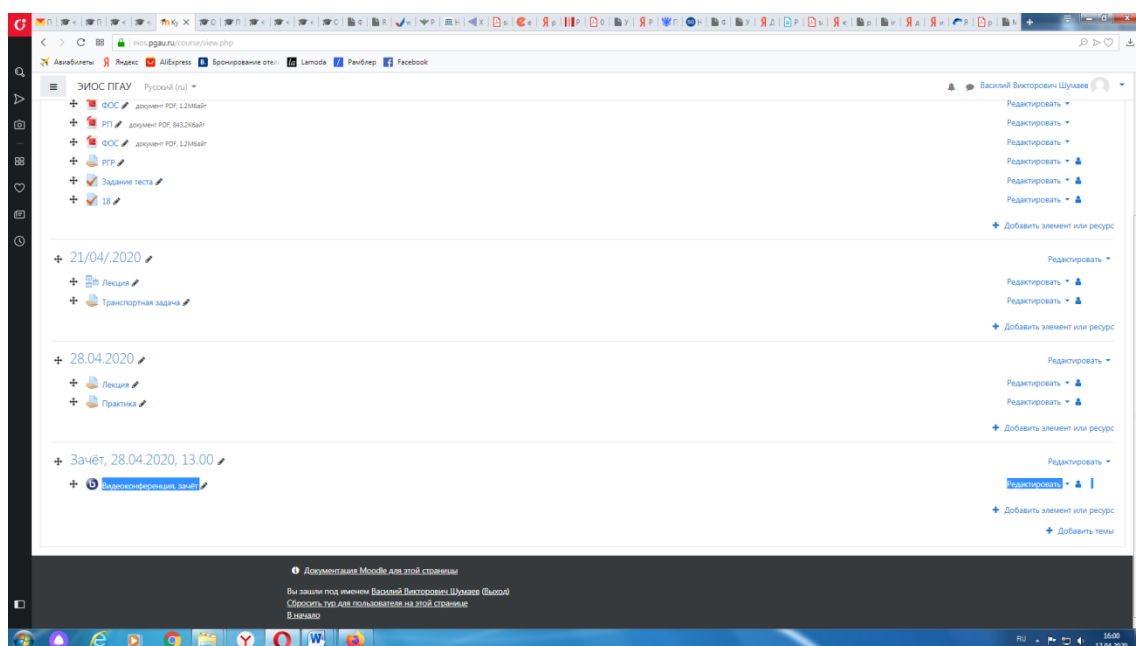 eios.pgau.ru/course/view.php
Авиабилеты Яндекс AliExpress Бронирование отел Lamoda Рамблер Facebook
ЭИОС ПГАУ Русский (ru) Василий Викторович Шумаев
ФОС документ PDF, 1.2Мбайт Редактировать
РП документ PDF, 843.2Кбайт Редактировать
ФОС документ PDF, 1.2Мбайт Редактировать
РГР Редактировать
Задание теста Редактировать
18 Редактировать
Добавить элемент или ресурс
21/04/.2020 Редактировать
Лекция Редактировать
Транспортная задача Редактировать
Добавить элемент или ресурс
28.04.2020 Редактировать
Лекция Редактировать
Практика Редактировать
Добавить элемент или ресурс
Зачёт, 28.04.2020, 13.00 Редактировать
Видеоконференция, зачёт Редактировать
Добавить элемент или ресурс
Добавить темы
Документация Moodle для этой страницы
Вы зашли под именем Василий Викторович Шумаев (Выход)
Сбросить тур для пользователя на этой странице
В начало
RU 16:00
17.04.2020